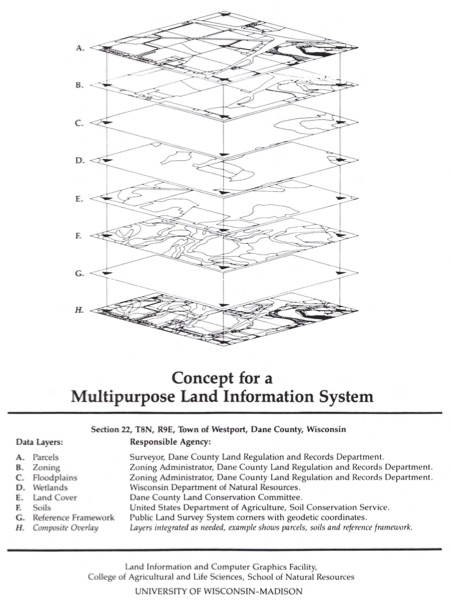 A.
B.
C.
D.
E.
F.
G.
H.
Concept for a
Multipurpose Land Information System
Section 22, T8N, R9E, Town of Westport, Dane County, Wisconsin
Data Layers: Responsible Agency:
A. Parcels Surveyor, Dane County Land Regulation and Records Department.
B. Zoning Zoning Administrator, Dane County Land Regulation and Records Department.
C. Floodplains Zoning Administrator, Dane County Land Regulation and Records Department.
D. Wetlands Wisconsin Department of Natural Resources.
E. Land Cover Dane County Land Conservation Committee.
F. Soils United States Department of Agriculture, Soil Conservation Service.
G. Reference Framework Public Land Survey System corners with geodetic coordinates.
H. Composite Overlay Layers integrated as needed, example shows parcels, soils and reference framework.
Land Information and Computer Graphics Facility,
College of Agricultural and Life Sciences, School of Natural Resources
UNIVERSITY OF WISCONSIN–MADISON